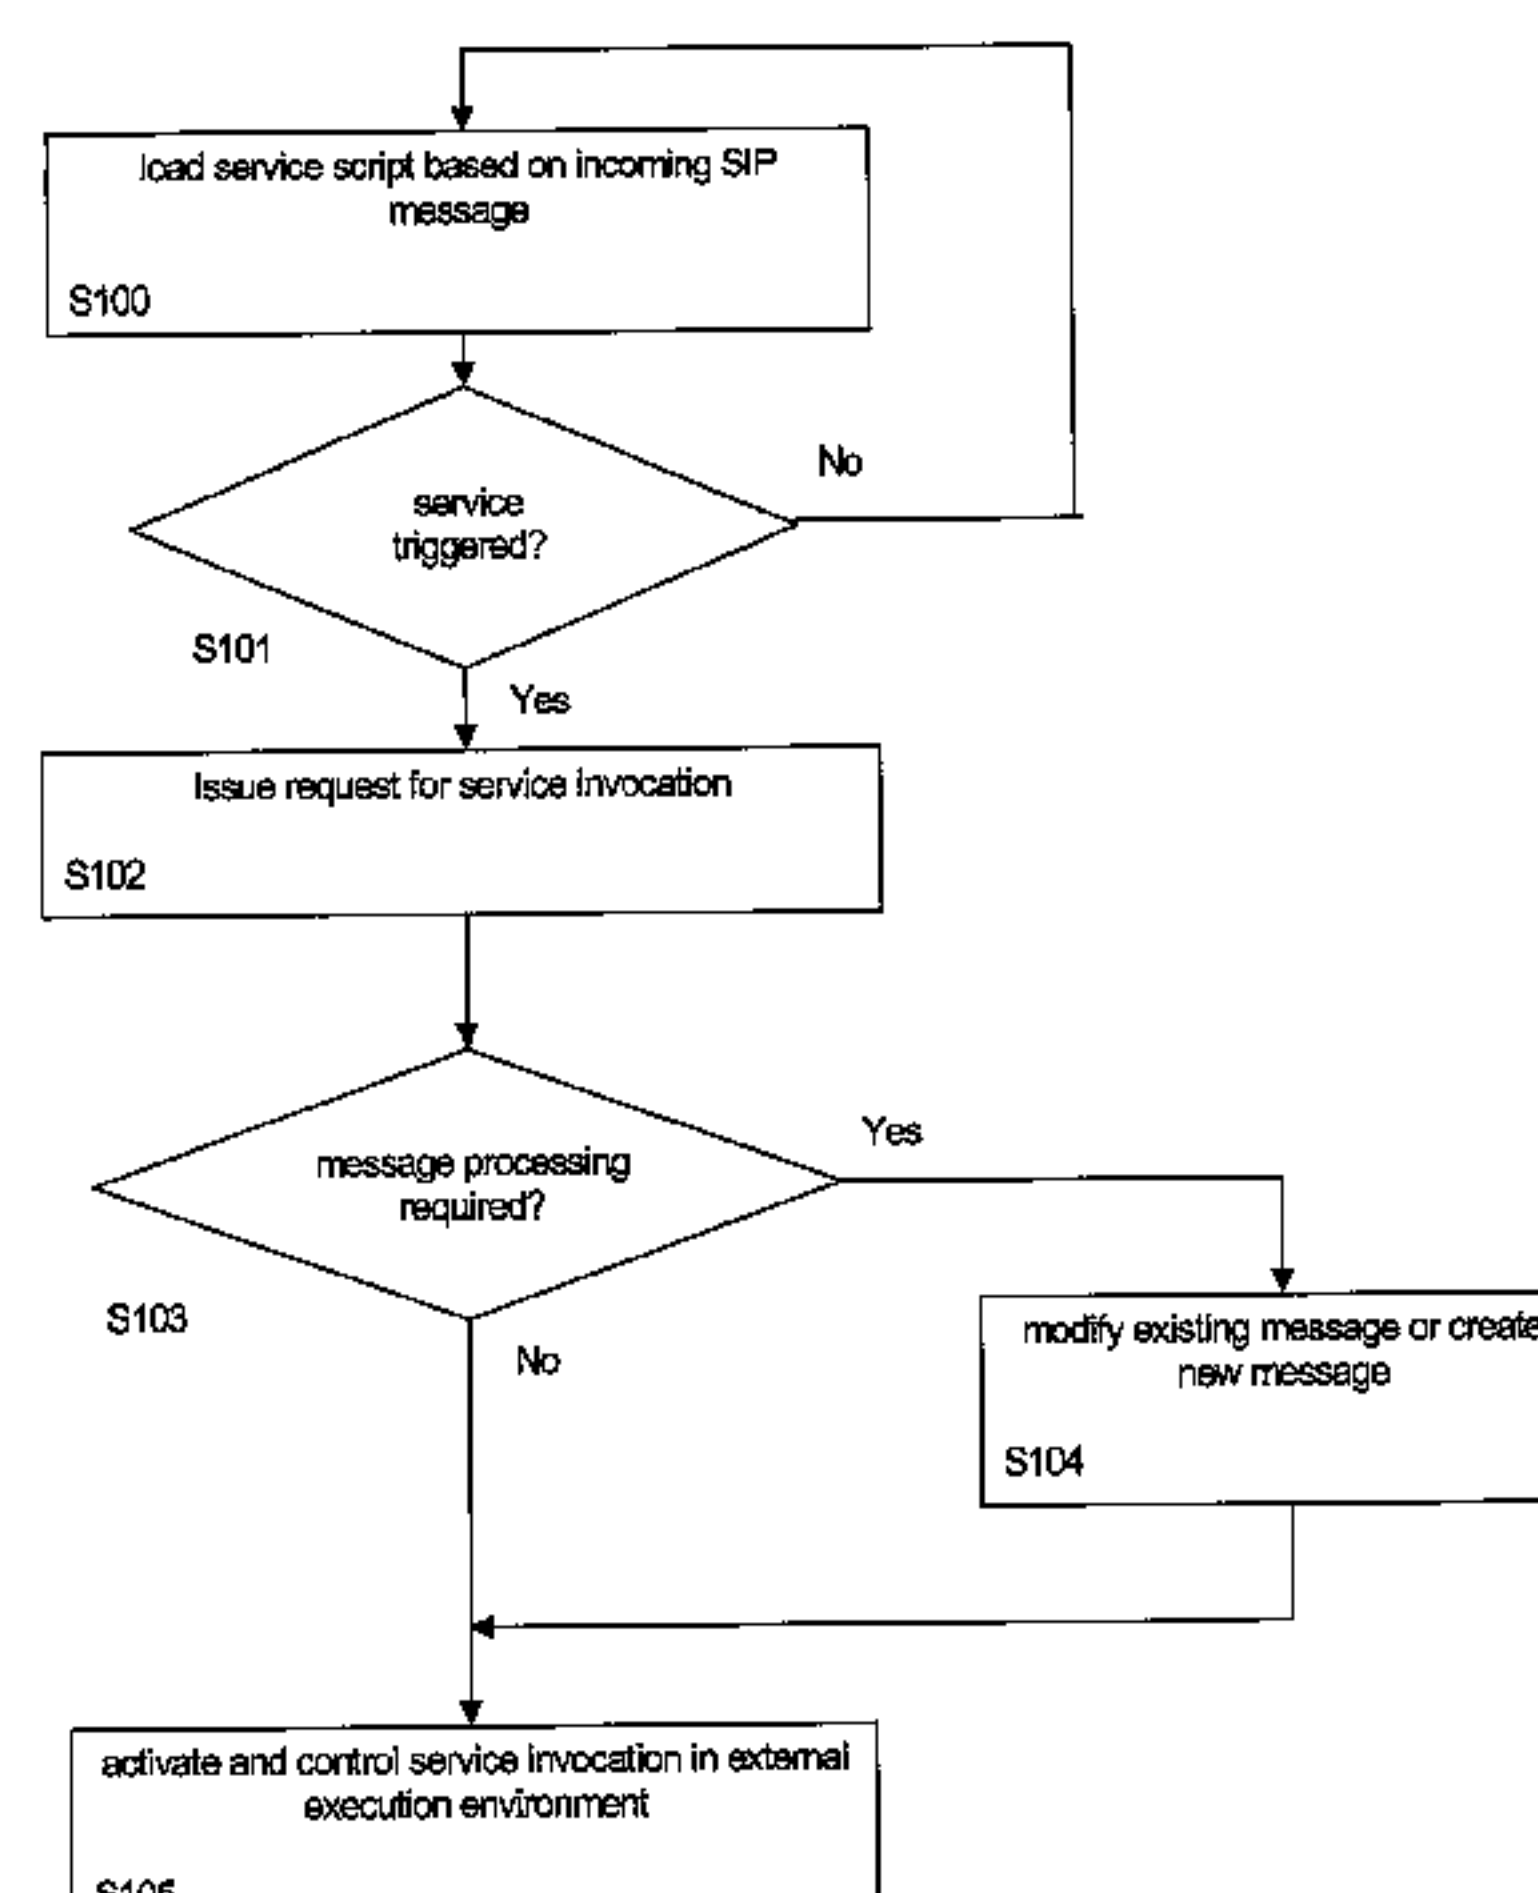 load service script based on incoming SIP
message
S100
No
service
triggered?
S101
Yes
Issue request for service invocation
S102
Yes
message processing
required?
S103
No
modify existing message or create
new message
S104
activate and control service invocation in external
execution environment
S105